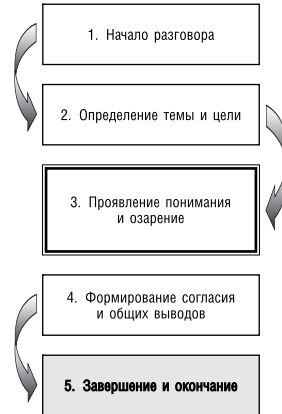 1. Начало разговора
2. Определение темы и цели
3. Проявление понимания
и озарение
4. Формирование согласия
и общих выводов
5. Завершение и окончание